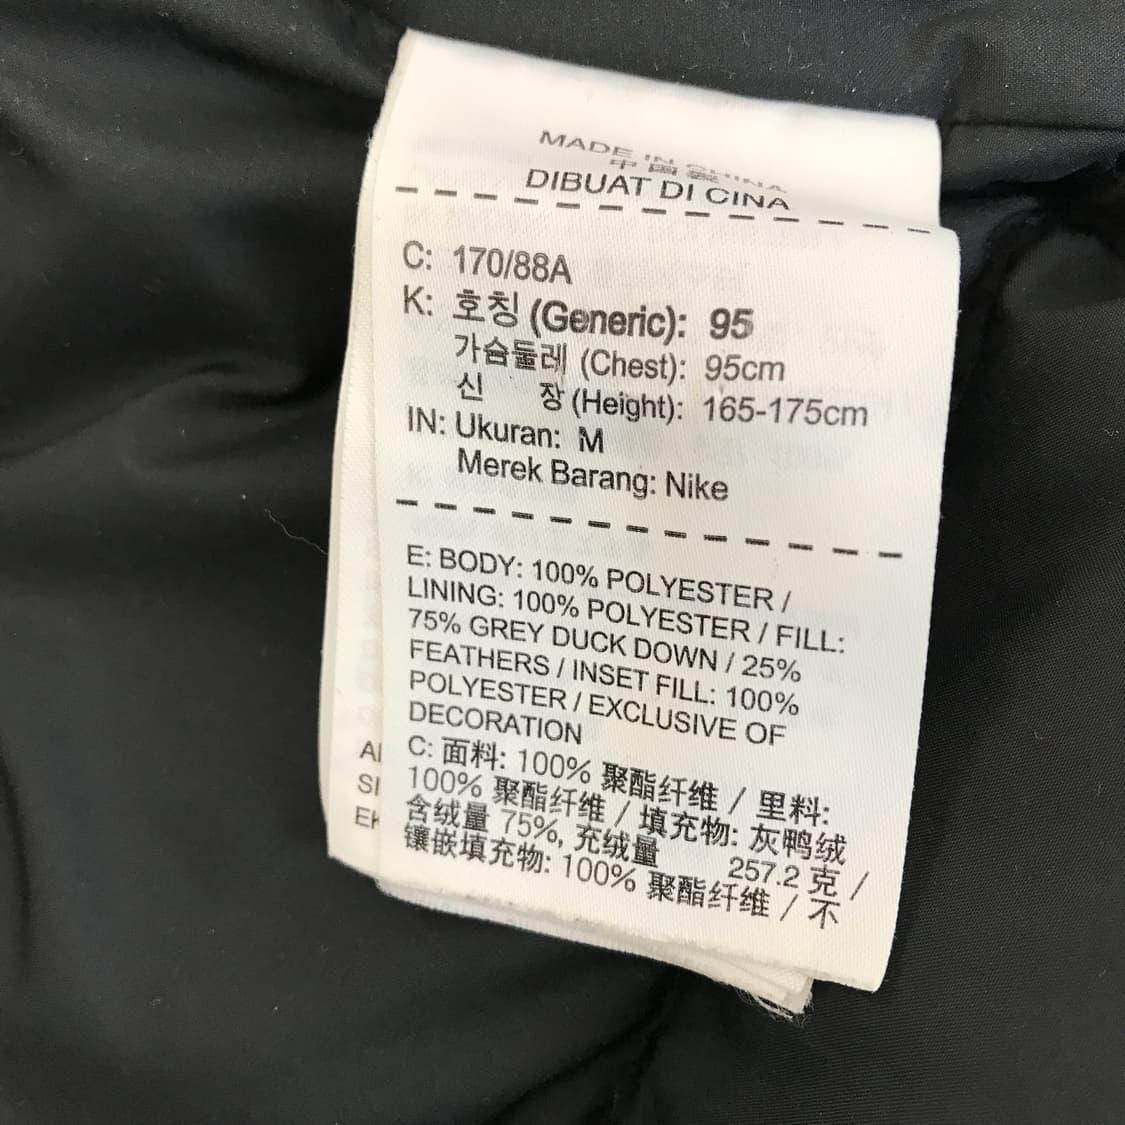 MADE IN CHINA
中国製
DIBUAT DI CINA
C: 170/88A
K: 호칭 (Generic): 95
가슴둘레 (Chest): 95cm
신 장 (Height): 165-175cm
IN: Ukuran: M
Merek Barang: Nike
E: BODY: 100% POLYESTER /
LINING: 100% POLYESTER / FILL:
75% GREY DUCK DOWN / 25%
FEATHERS / INSET FILL: 100%
POLYESTER / EXCLUSIVE OF
DECORATION
C: 面料: 100% 聚酯纤维 / 里料:
100% 聚酯纤维 / 填充物: 灰鸭绒
含绒量 75%, 充绒量 257.2 克 /
镶嵌填充物: 100% 聚酯纤维 / 不